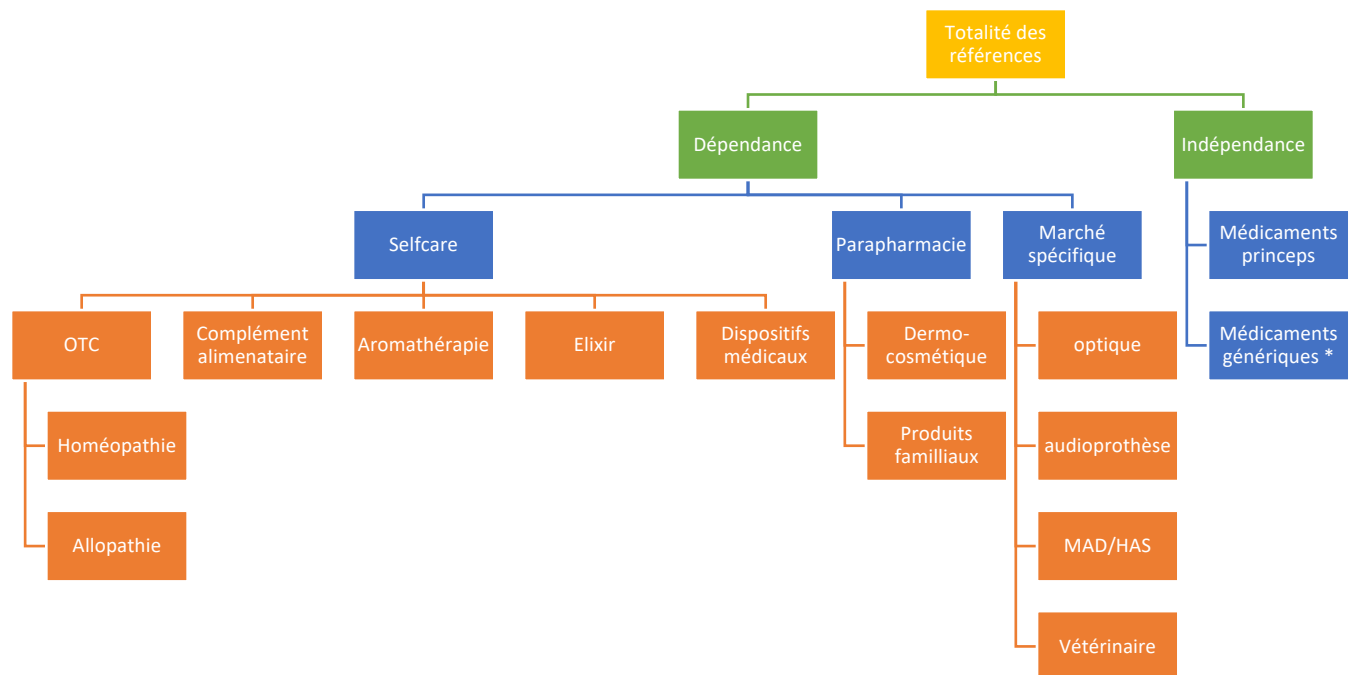 Totalité des
références
Dépendance
Indépendance
Selfcare
Parapharmacie
Marché
spécifique
Médicaments
princeps
OTC
Complément
alimenataire
Aromathérapie
Elixir
Dispositifs
médicaux
Dermo-
cosmétique
optique
Médicaments
génériques *
Homéopathie
Produits
familliaux
audioprothèse
Allopathie
MAD/HAS
Vétérinaire